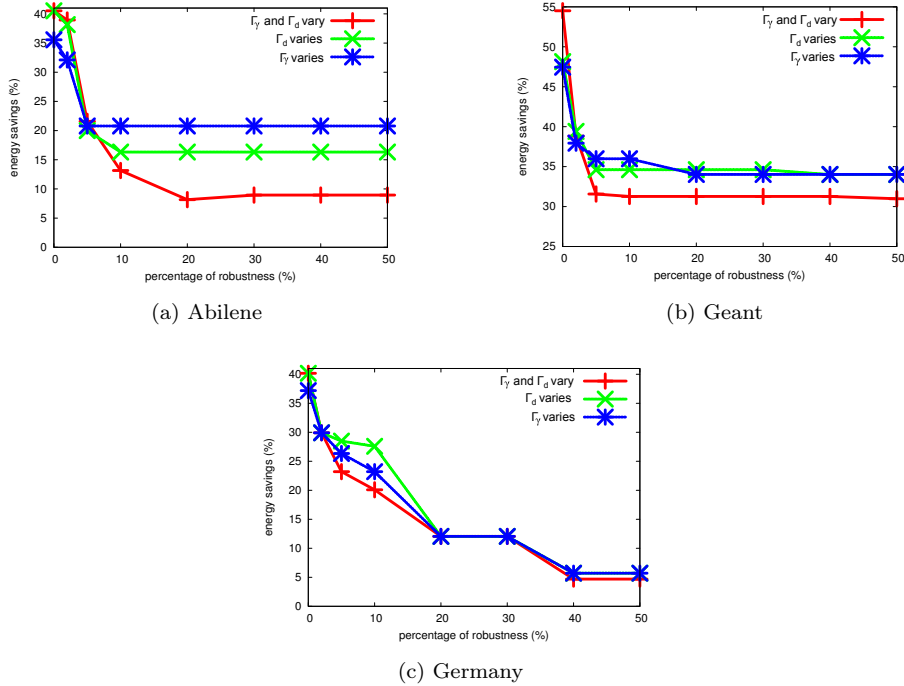 40
35
30
25
20
15
10
5
0
0 10 20 30 40 50
energy savings (%)
percentage of robustness (%)
Γγ and Γd vary
Γd varies
Γγ varies
(a) Abilene
55
50
45
40
35
30
25
0 10 20 30 40 50
energy savings (%)
percentage of robustness (%)
Γγ and Γd vary
Γd varies
Γγ varies
(b) Geant
40
35
30
25
20
15
10
5
0
0 10 20 30 40 50
energy savings (%)
percentage of robustness (%)
Γγ and Γd vary
Γd varies
Γγ varies
(c) Germany